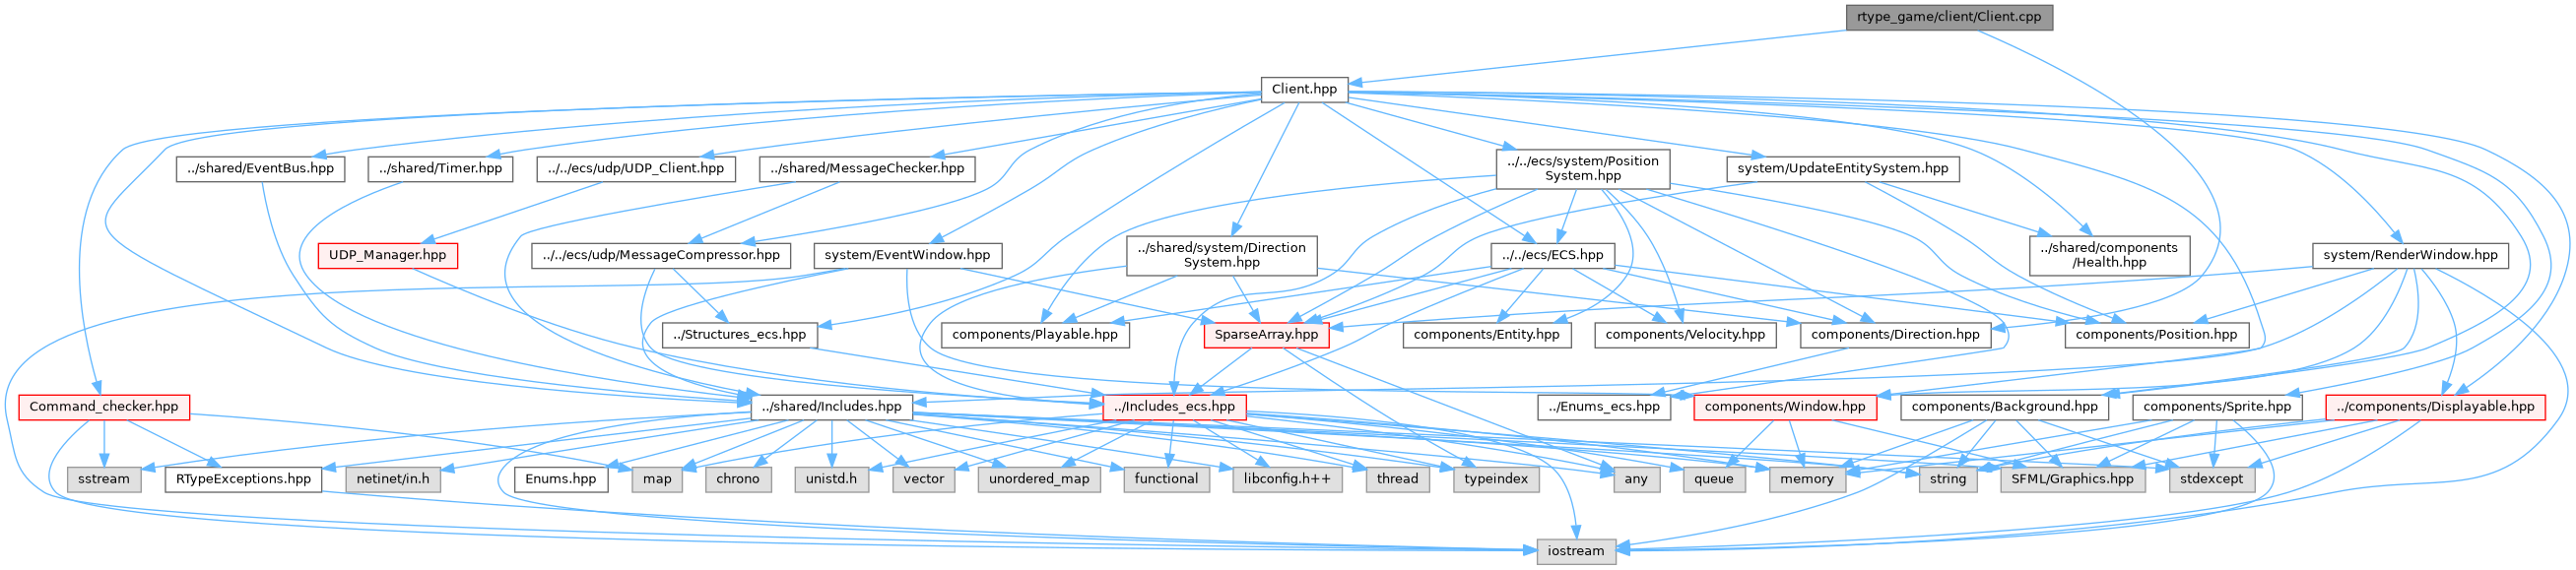 rtype_game/client/Client.cpp
Client.hpp
../shared/EventBus.hpp
../shared/Timer.hpp
../../ecs/udp/UDP_Client.hpp
../shared/MessageChecker.hpp
../../ecs/system/Position
System.hpp
system/UpdateEntitySystem.hpp
UDP_Manager.hpp
../../ecs/udp/MessageCompressor.hpp
system/EventWindow.hpp
../shared/system/Direction
System.hpp
../../ecs/ECS.hpp
../shared/components
/Health.hpp
system/RenderWindow.hpp
../Structures_ecs.hpp
components/Playable.hpp
SparseArray.hpp
components/Entity.hpp
components/Velocity.hpp
components/Direction.hpp
components/Position.hpp
Command_checker.hpp
../shared/Includes.hpp
../Includes_ecs.hpp
../Enums_ecs.hpp
components/Window.hpp
components/Background.hpp
components/Sprite.hpp
../components/Displayable.hpp
sstream
RTypeExceptions.hpp
netinet/in.h
Enums.hpp
map
chrono
unistd.h
vector
unordered_map
functional
libconfig.h++
thread
typeindex
any
queue
memory
string
SFML/Graphics.hpp
stdexcept
iostream